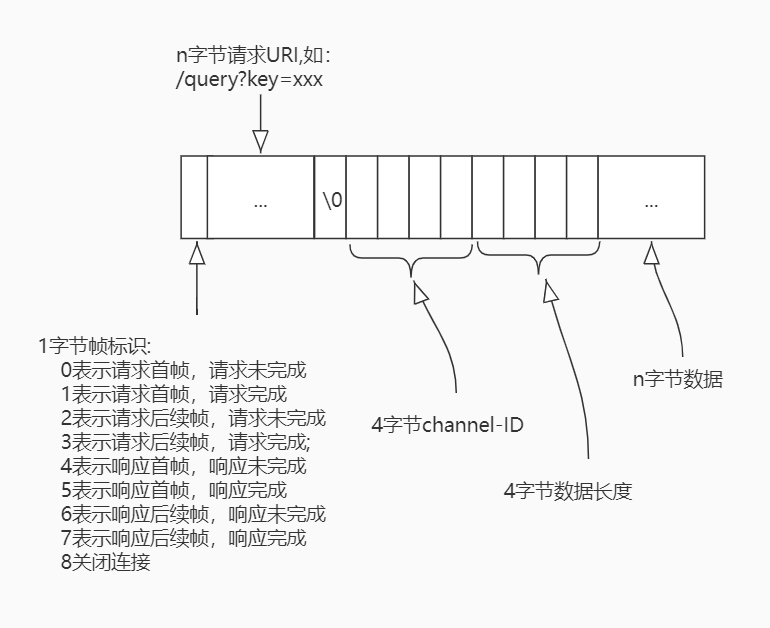 n字节请求URI,如：
/query?key=xxx
...
\0
...
1字节帧标识:
0表示请求首帧，请求未完成
1表示请求首帧，请求完成
2表示请求后续帧，请求未完成
3表示请求后续帧，请求完成;
4表示响应首帧，响应未完成
5表示响应首帧，响应完成
6表示响应后续帧，响应未完成
7表示响应后续帧，响应完成
8关闭连接
4字节channel-ID
4字节数据长度
n字节数据